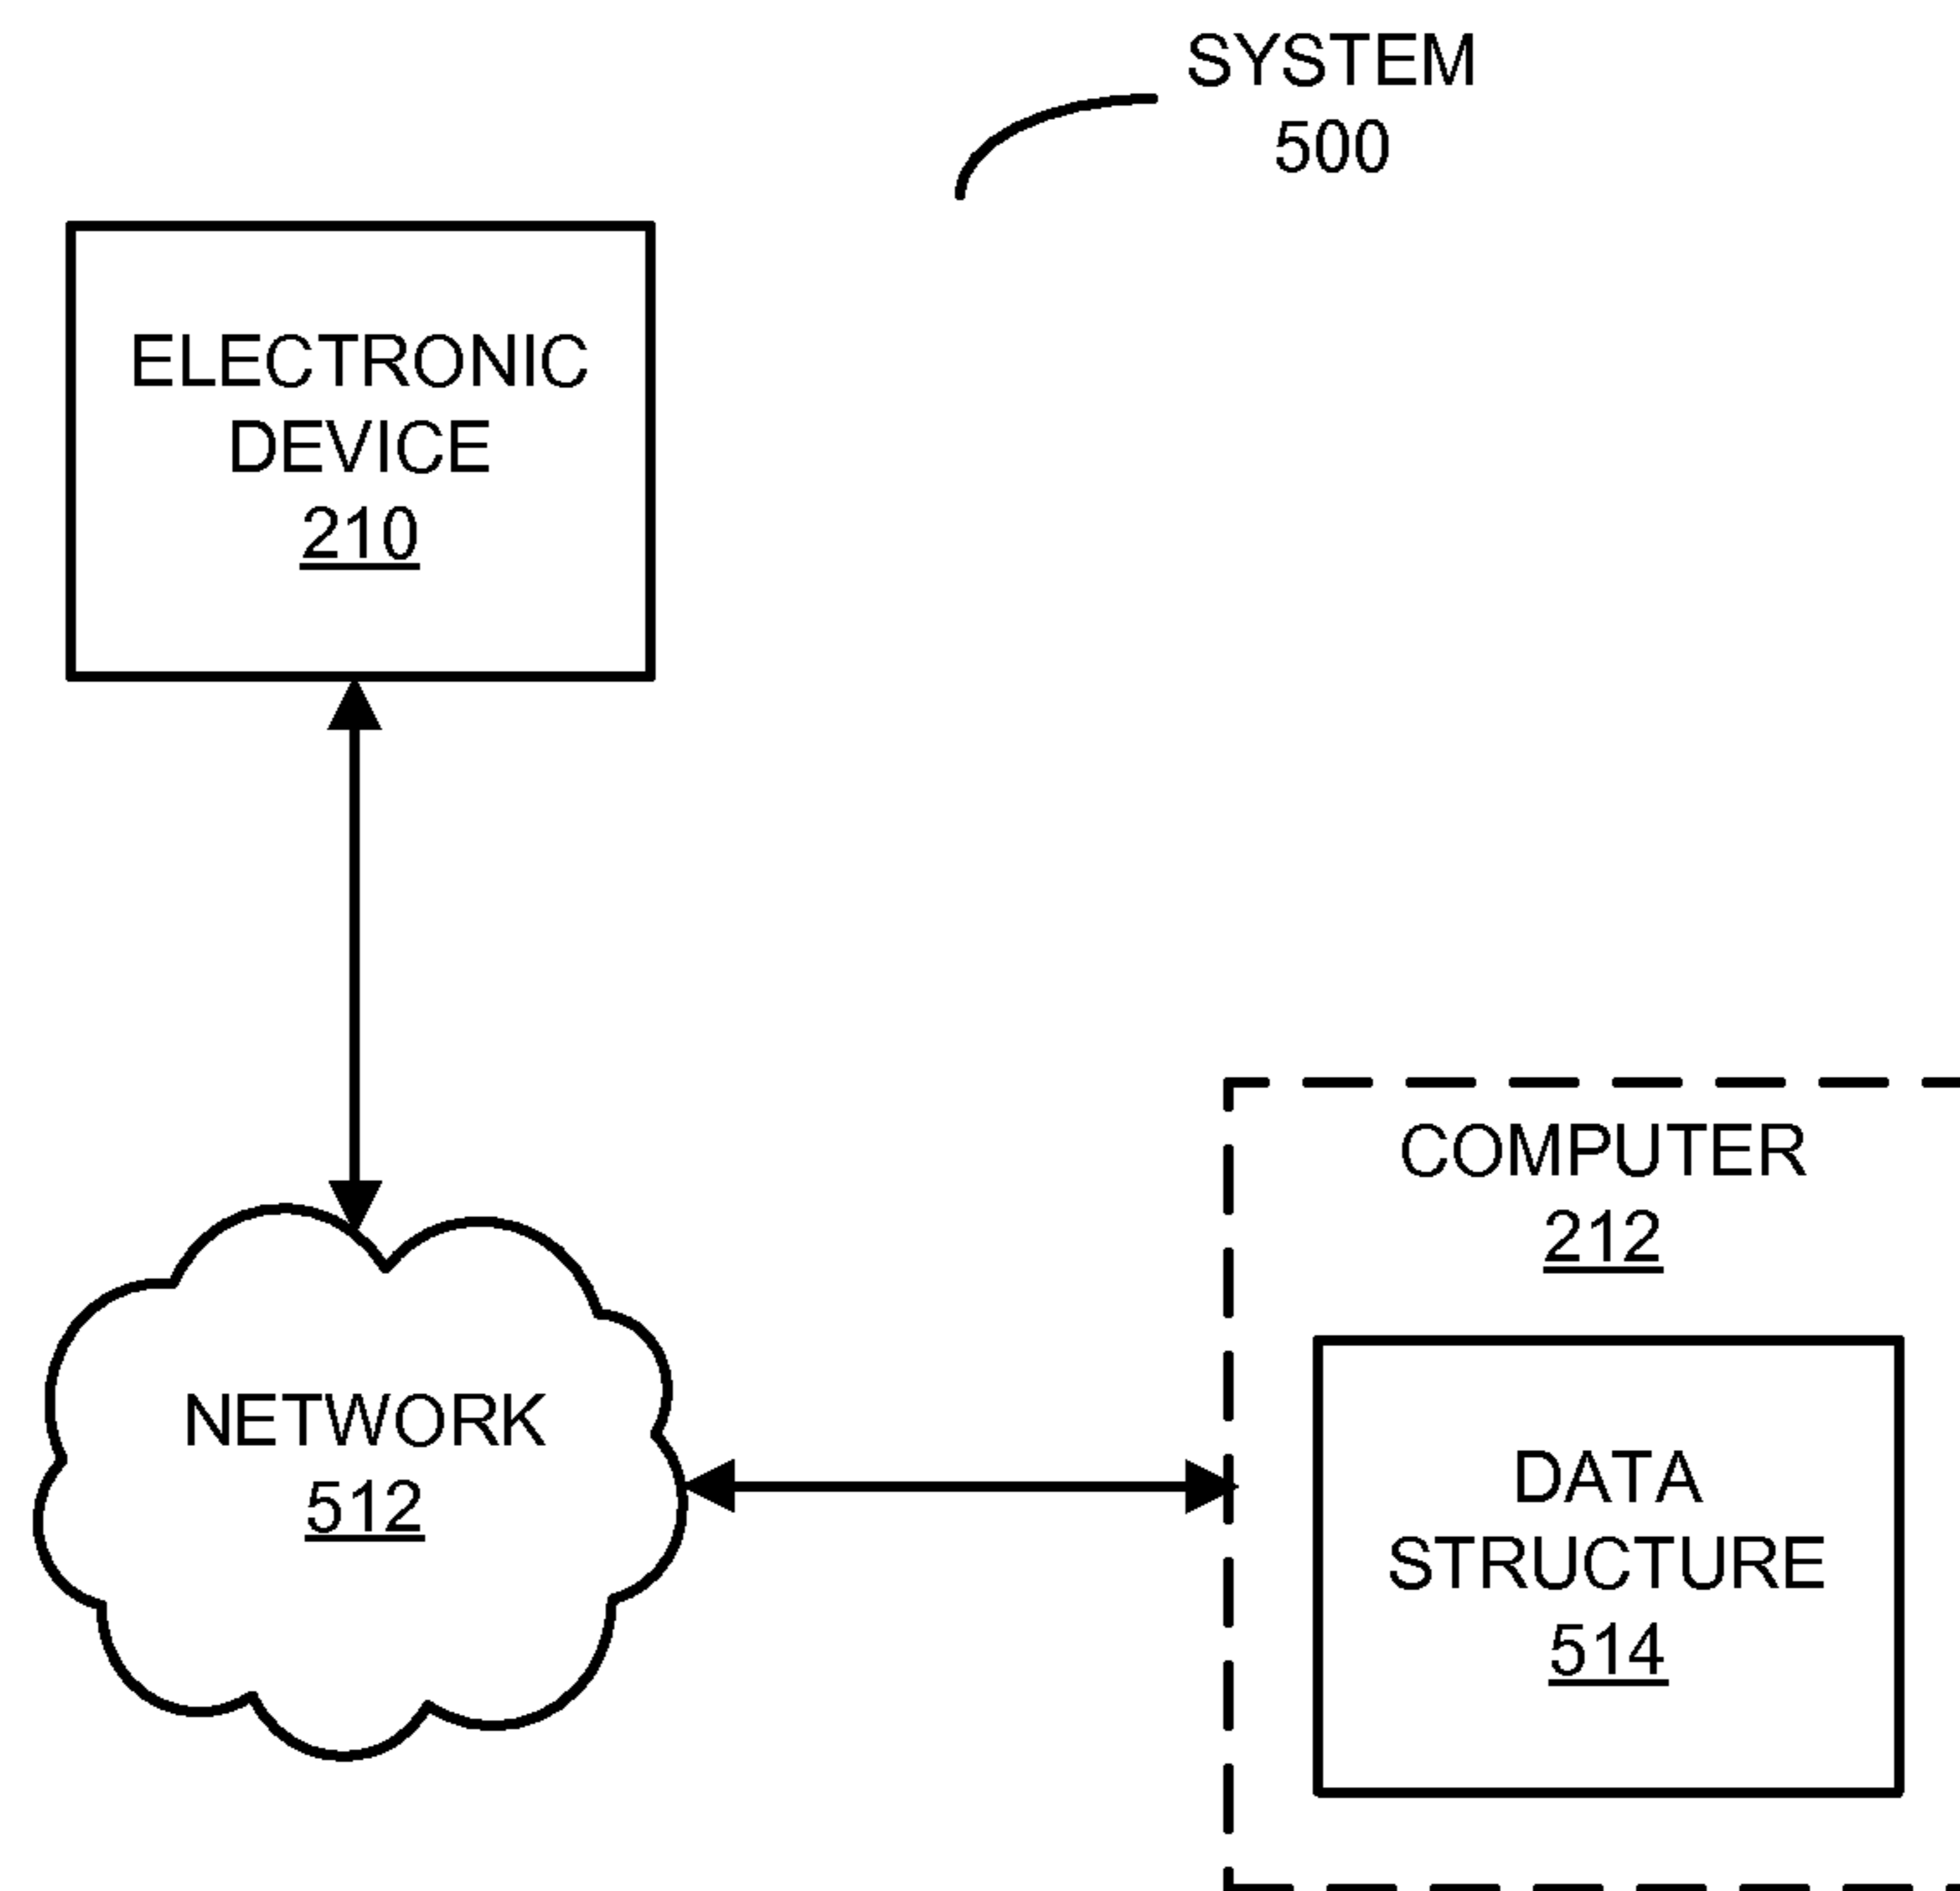 SYSTEM
500
ELECTRONIC
DEVICE
210
COMPUTER
212
NETWORK
512
DATA
STRUCTURE
514